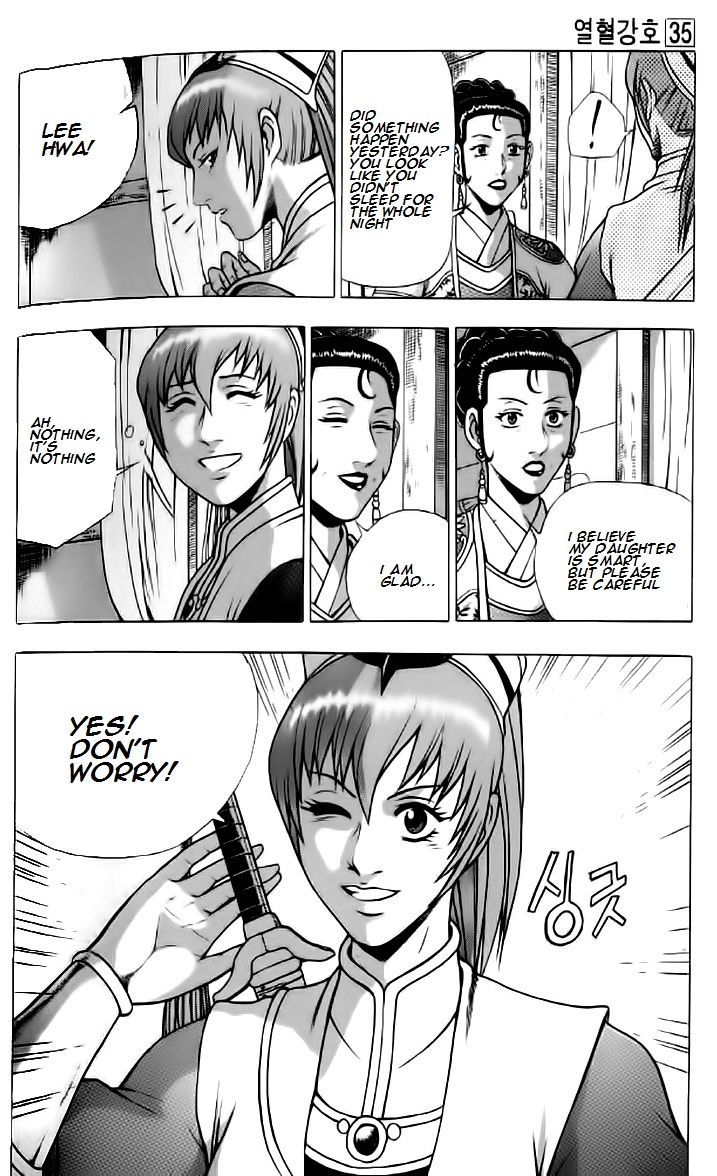 열혈강호 35
LEE
HWA!
DID
SOMETHING
HAPPEN
YESTERDAY?
YOU LOOK
LIKE YOU
DIDN'T
SLEEP FOR
THE WHOLE
NIGHT
!
AH,
NOTHING,
IT'S
NOTHING
I AM
GLAD...
I BELIEVE
MY DAUGHTER
IS SMART.
BUT PLEASE
BE CAREFUL
YES!
DON'T
WORRY!
싱긋